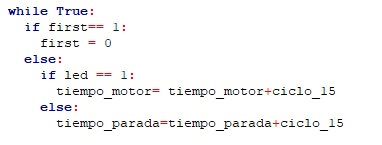 while True:
  if first== 1:
    first = 0
  else:
    if led == 1:
      tiempo_motor= tiempo_motor+ciclo_15
    else:
      tiempo_parada=tiempo_parada+ciclo_15